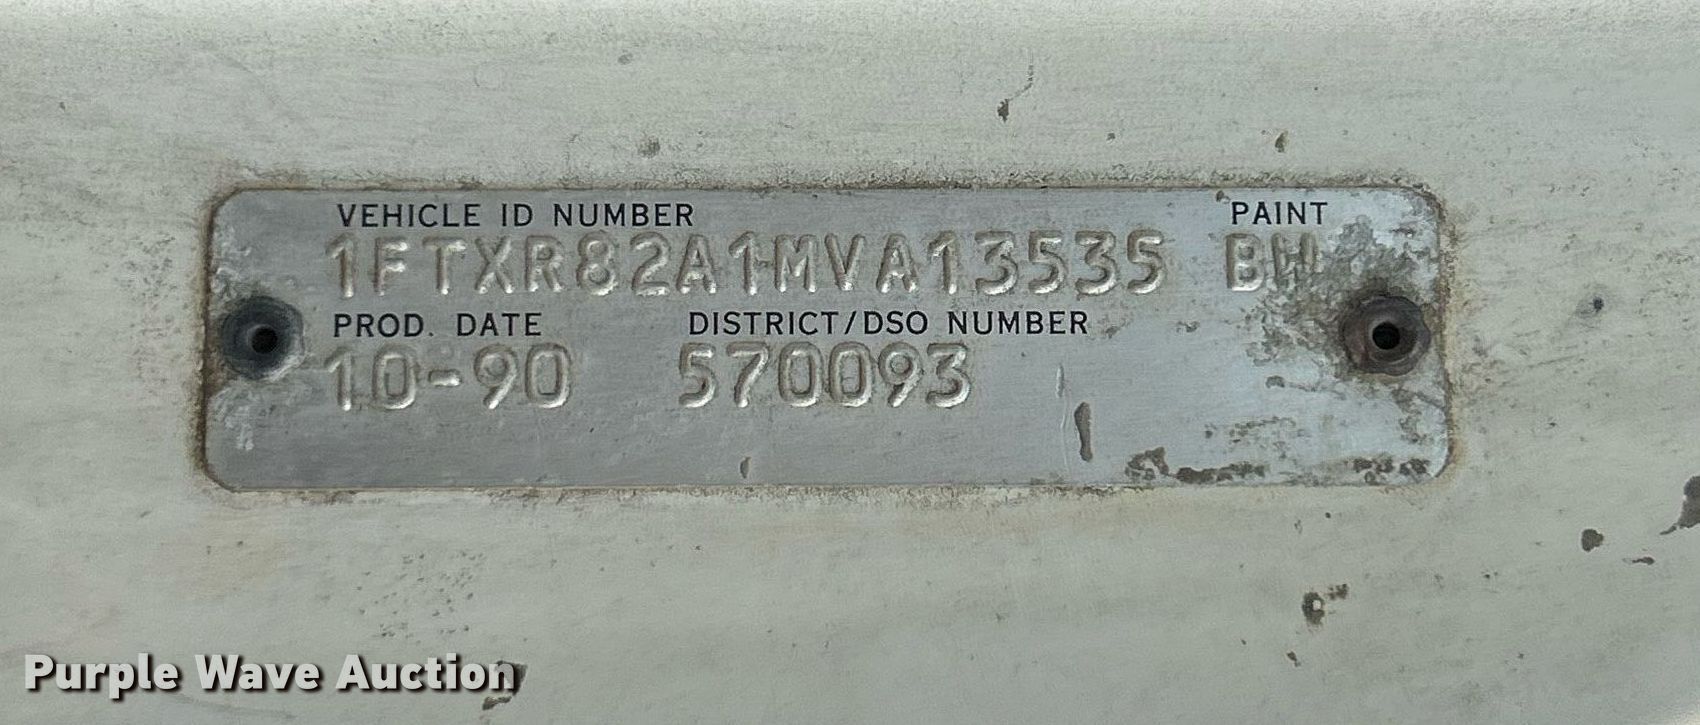 VEHICLE ID NUMBER PAINT
1FTXR82A1MVA13535 BH
PROD. DATE DISTRICT/DSO NUMBER
10-90 570093
Purple Wave Auction